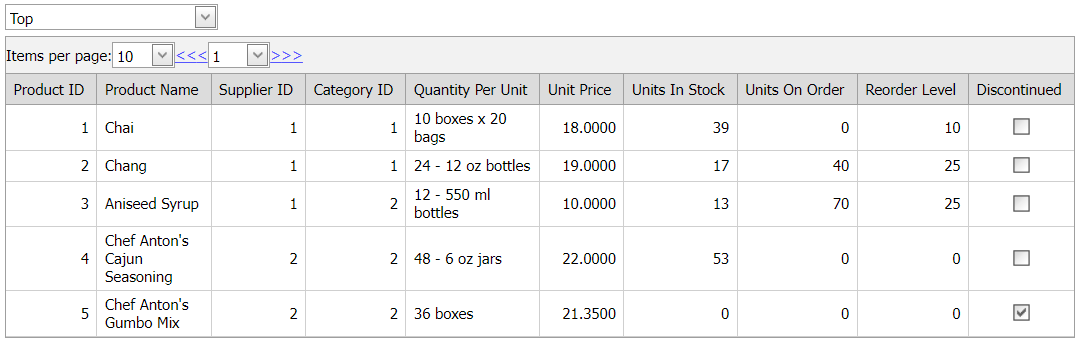 Top
Items per page: 10 <<< 1 >>>
Product ID Product Name Supplier ID Category ID Quantity Per Unit Unit Price Units In Stock Units On Order Reorder Level Discontinued
1 Chai 1 1 10 boxes x 20 18.0000 39 0 10
bags
2 Chang 1 1 24 - 12 oz bottles 19.0000 17 40 25
3 Aniseed Syrup 1 2 12 - 550 ml 10.0000 13 70 25
bottles
Chef Anton's
4 Cajun 2 2 48 - 6 oz jars 22.0000 53 0 0
Seasoning
5 Chef Anton's 2 2 36 boxes 21.3500 0 0 0
Gumbo Mix